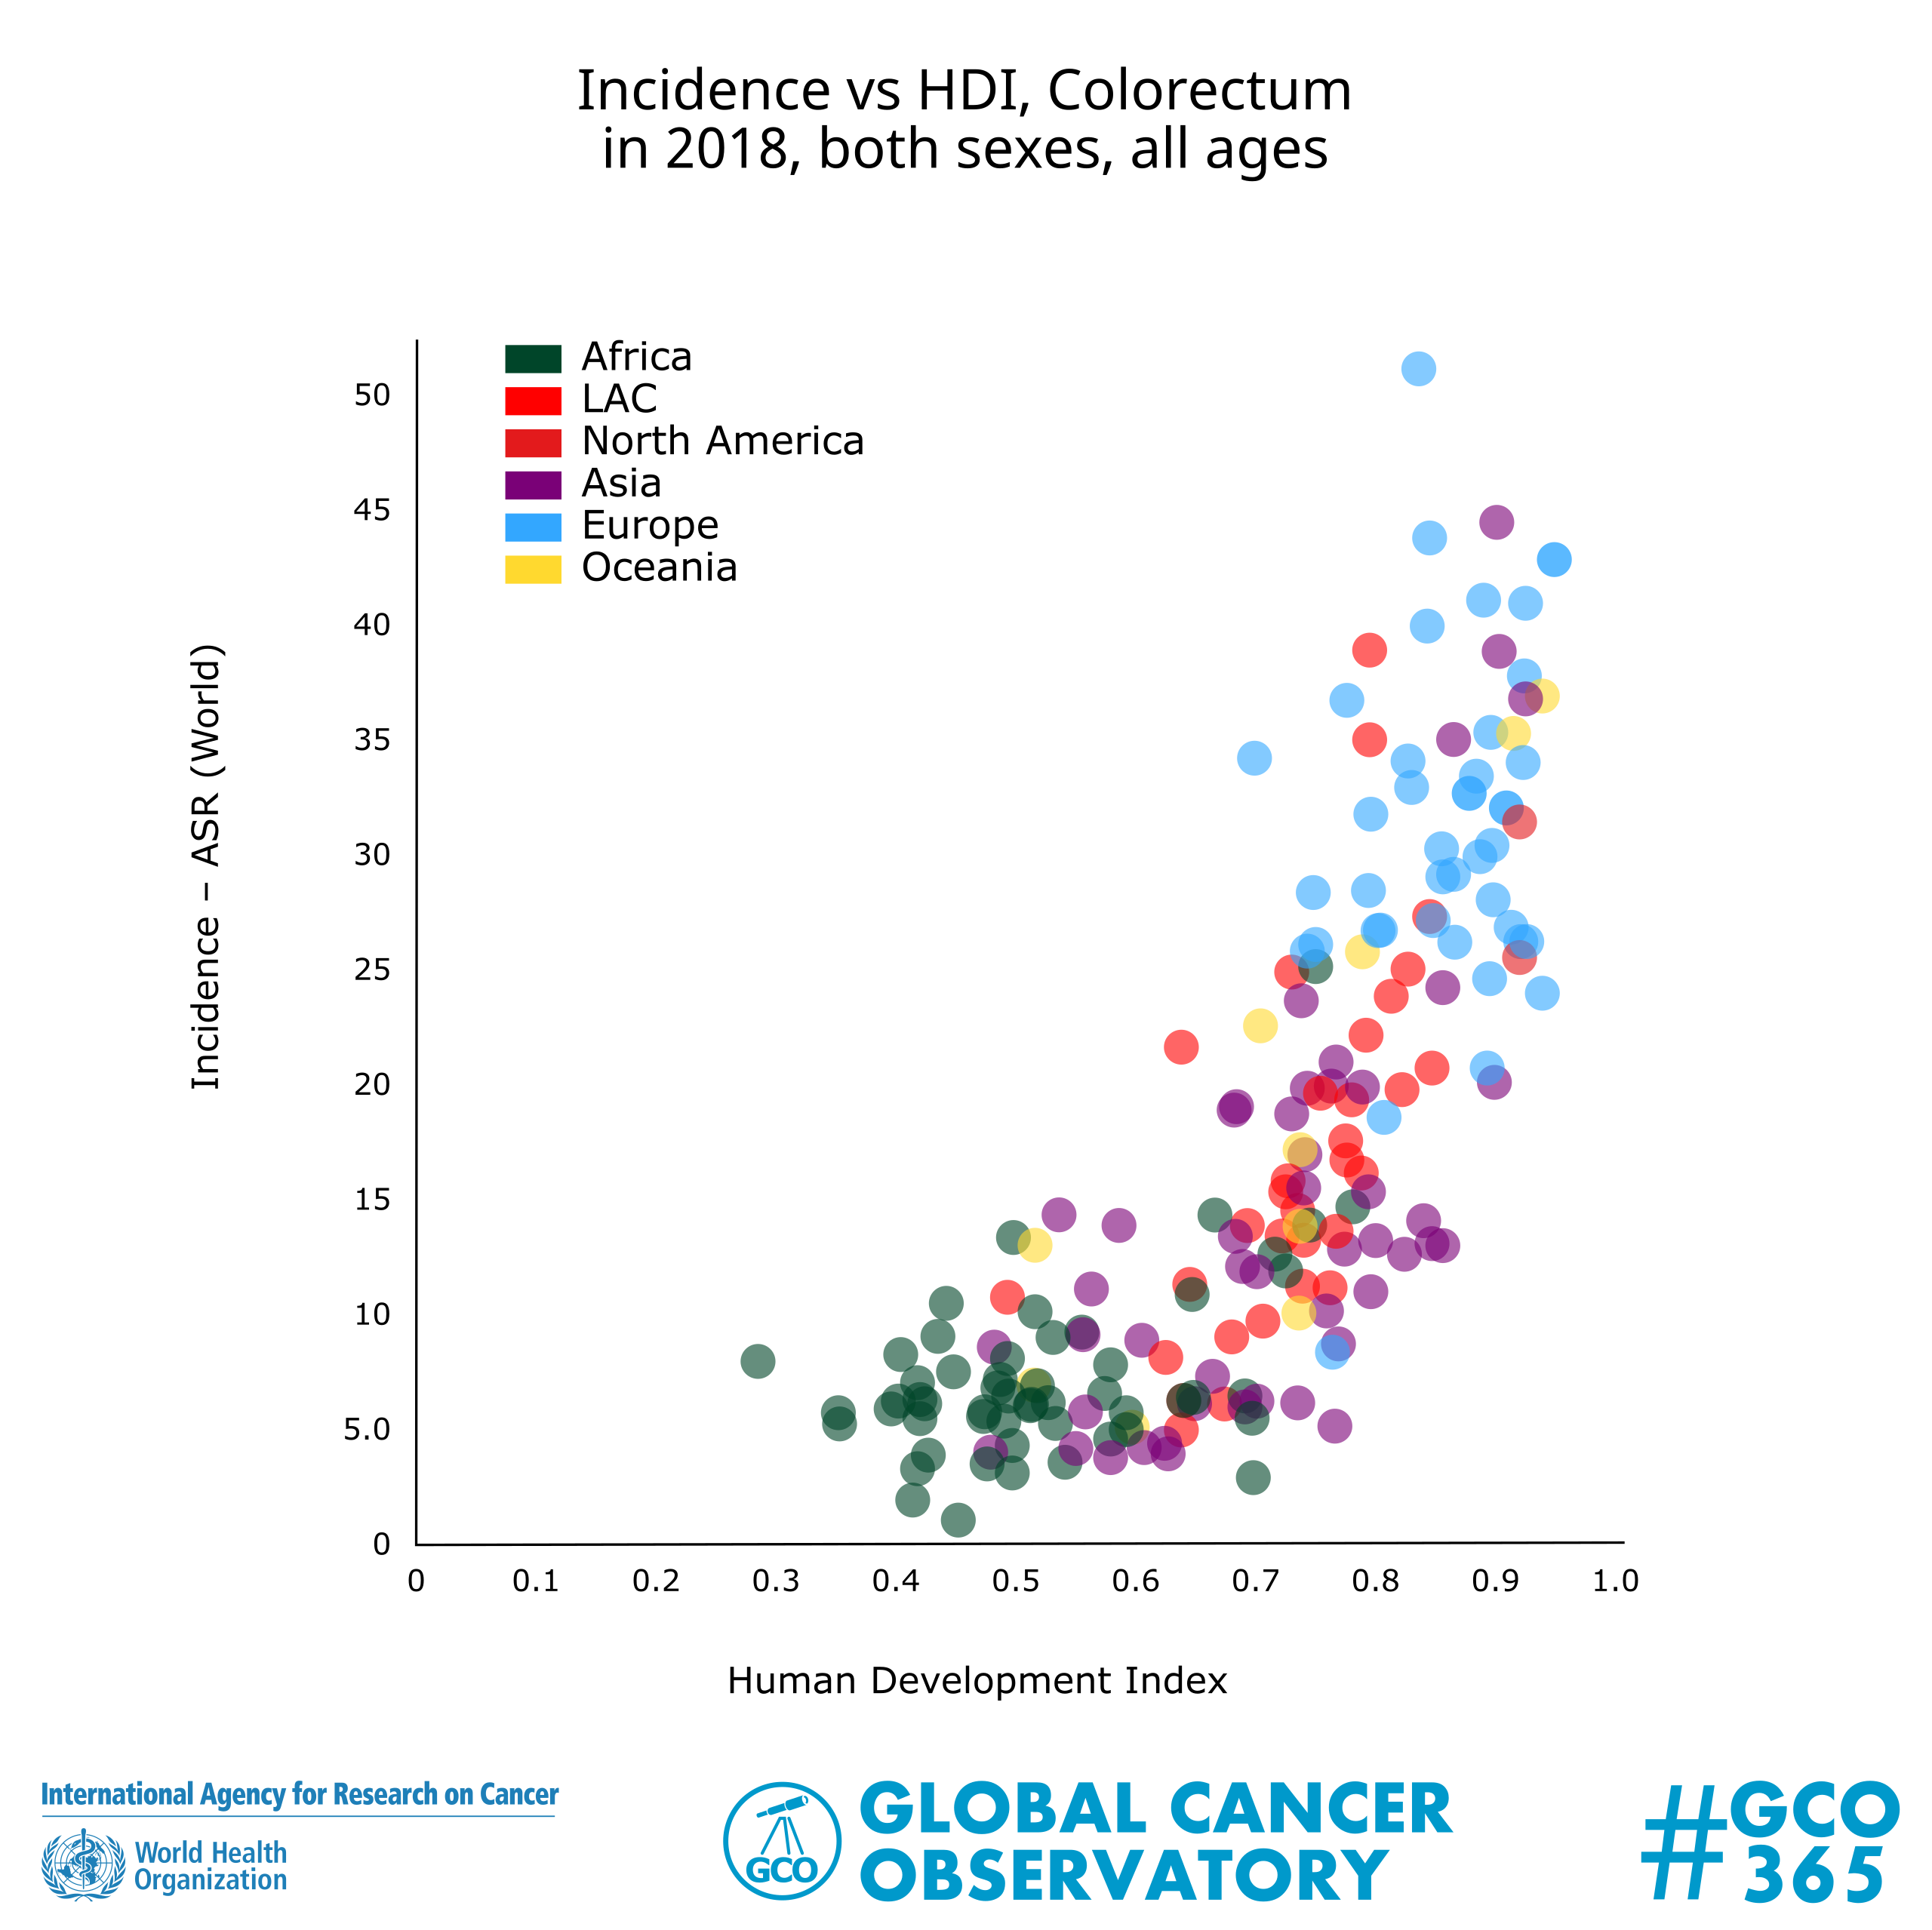 Incidence vs HDI, Colorectum
in 2018, both sexes, all ages
Africa
LAC
North America
Asia
Europe
Oceania
Incidence – ASR (World)
50
45
40
35
30
25
20
15
10
5.0
0
0 0.1 0.2 0.3 0.4 0.5 0.6 0.7 0.8 0.9 1.0
Human Development Index
International Agency for Research on Cancer
World Health
Organization
GCO
GLOBAL CANCER
OBSERVATORY
#GCO
365